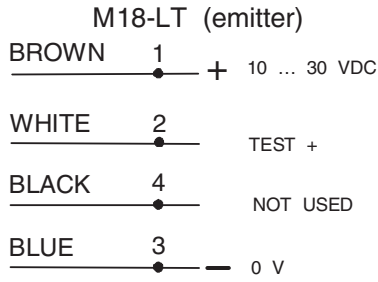 M18-LT (emitter)
BROWN 1 + 10 ... 30 VDC
WHITE 2 TEST +
BLACK 4 NOT USED
BLUE 3 – 0 V